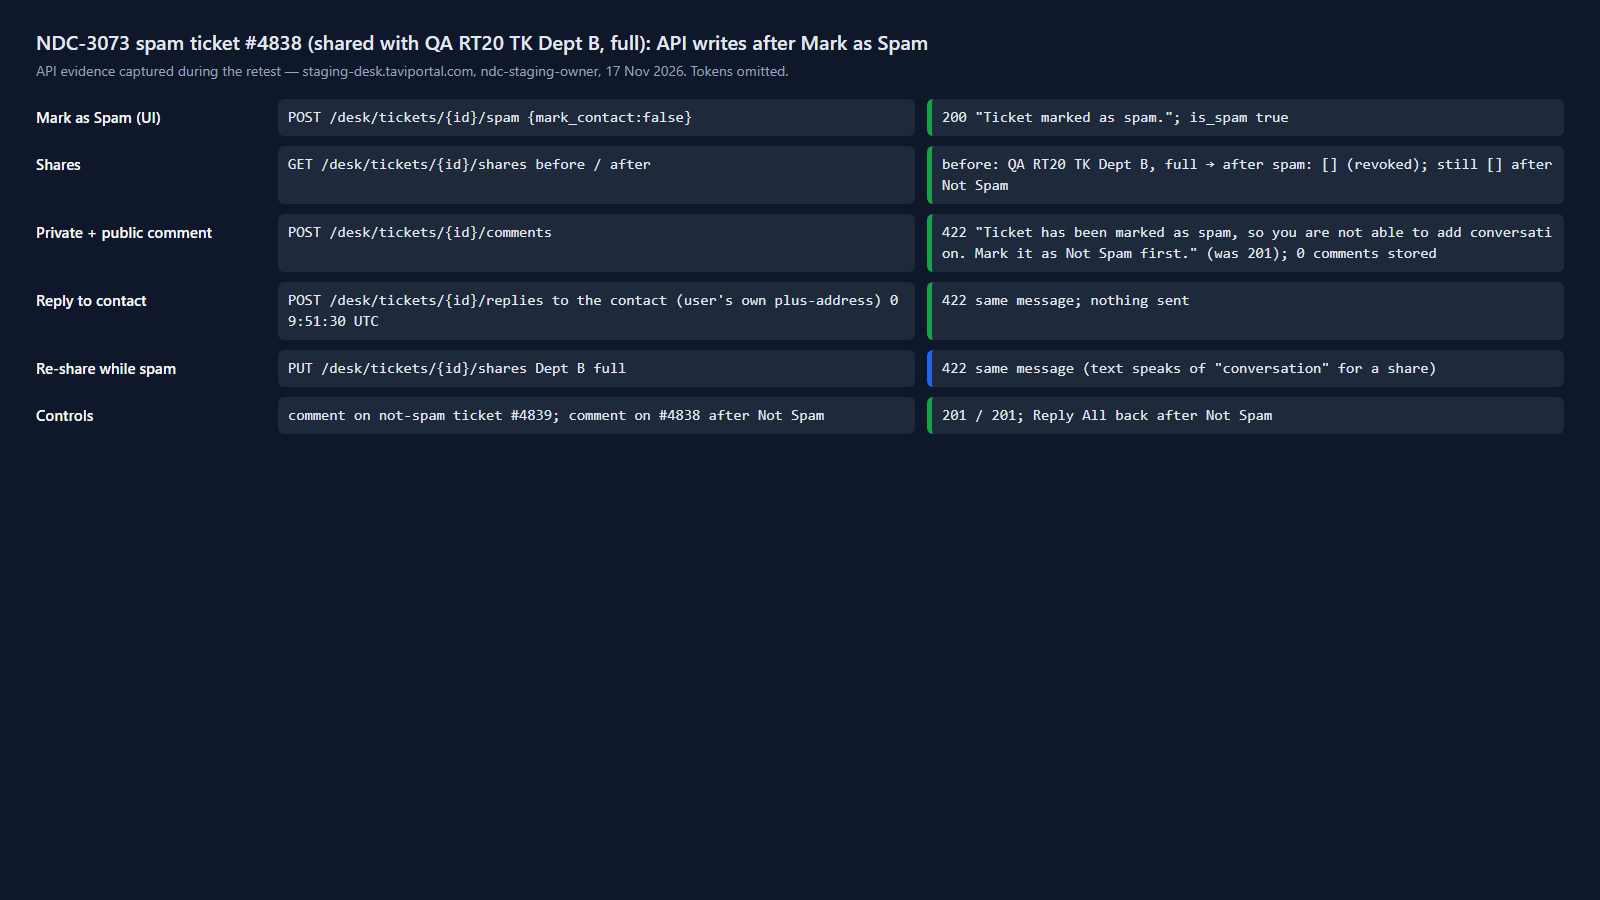 NDC-3073 spam ticket #4838 (shared with QA RT20 TK Dept B, full): API writes after Mark as Spam
API evidence captured during the retest — staging-desk.taviportal.com, ndc-staging-owner, 17 Nov 2026. Tokens omitted.
Mark as Spam (UI)
POST /desk/tickets/{id}/spam {mark_contact:false}
200 "Ticket marked as spam."; is_spam true
Shares
GET /desk/tickets/{id}/shares before / after
before: QA RT20 TK Dept B, full → after spam: [] (revoked); still [] after
Not Spam
Private + public comment
POST /desk/tickets/{id}/comments
422 "Ticket has been marked as spam, so you are not able to add conversati
on. Mark it as Not Spam first." (was 201); 0 comments stored
Reply to contact
POST /desk/tickets/{id}/replies to the contact (user's own plus-address) 0
9:51:30 UTC
422 same message; nothing sent
Re-share while spam
PUT /desk/tickets/{id}/shares Dept B full
422 same message (text speaks of "conversation" for a share)
Controls
comment on not-spam ticket #4839; comment on #4838 after Not Spam
201 / 201; Reply All back after Not Spam